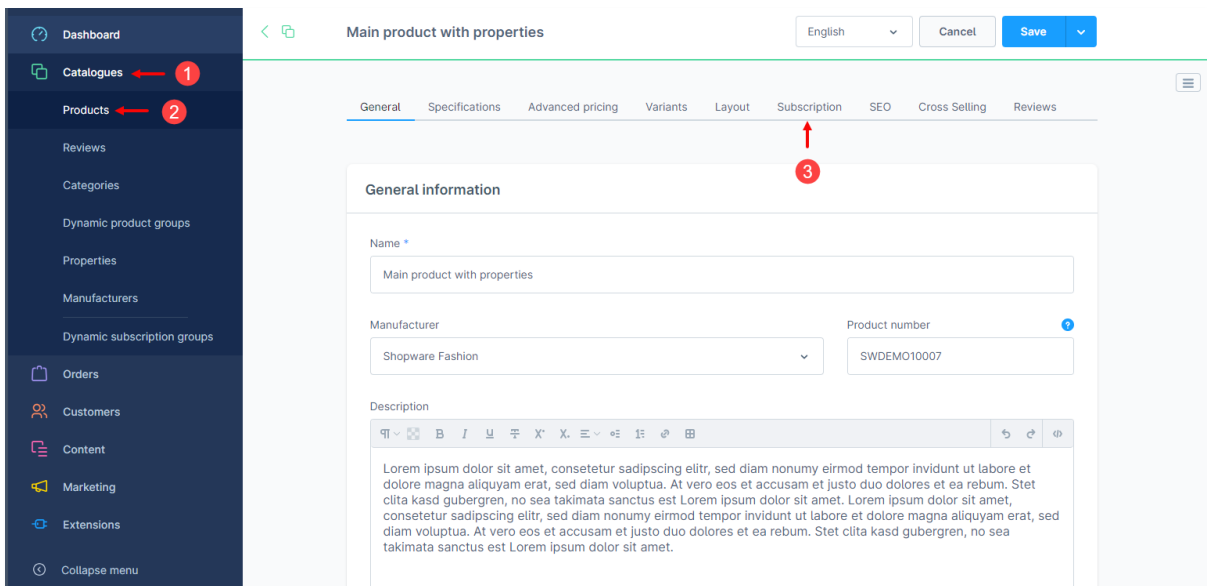 Dashboard
Catalogues
1
Products
2
Reviews
Categories
Dynamic product groups
Properties
Manufacturers
Dynamic subscription groups
Orders
Customers
Content
Marketing
Extensions
Collapse menu
Main product with properties
English
Cancel
Save
General Specifications Advanced pricing Variants Layout Subscription SEO Cross Selling Reviews
3
General information
Name *
Main product with properties
Manufacturer
Shopware Fashion
Product number
?
SWDEMO10007
Description
B I U T X' X,
Lorem ipsum dolor sit amet, consetetur sadipscing elitr, sed diam nonumy eirmod tempor invidunt ut labore et
dolore magna aliquyam erat, sed diam voluptua. At vero eos et accusam et justo duo dolores et ea rebum. Stet
clita kasd gubergren, no sea takimata sanctus est Lorem ipsum dolor sit amet. Lorem ipsum dolor sit amet,
consetetur sadipscing elitr, sed diam nonumy eirmod tempor invidunt ut labore et dolore magna aliquyam erat, sed
diam voluptua. At vero eos et accusam et justo duo dolores et ea rebum. Stet clita kasd gubergren, no sea
takimata sanctus est Lorem ipsum dolor sit amet.